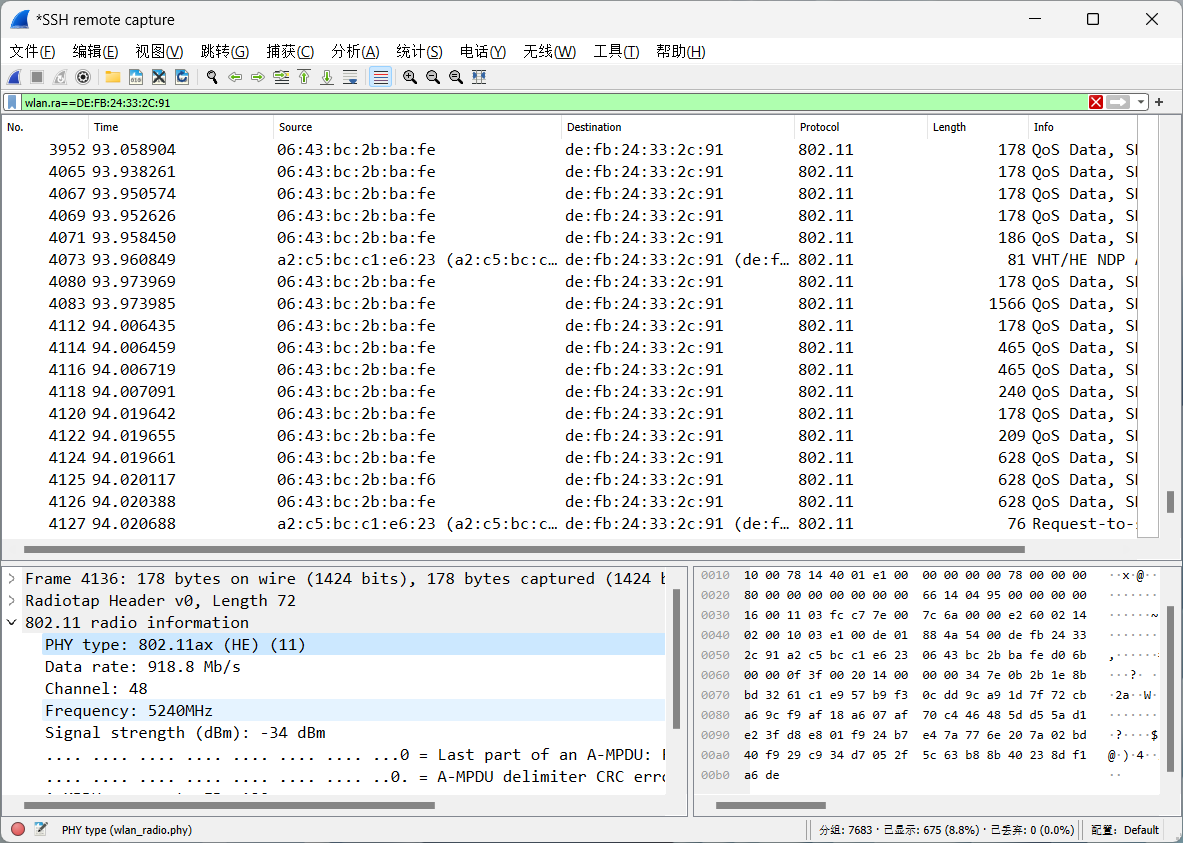 *SSH remote capture
文件(F) 编辑(E) 视图(V) 跳转(G) 捕获(C) 分析(A) 统计(S) 电话(Y) 无线(W) 工具(T) 帮助(H)
wlan.ra==DE:FB:24:33:2C:91
No. Time Source Destination Protocol Length Info
3952 93.058904 06:43:bc:2b:ba:fe de:fb:24:33:2c:91 802.11 178 QoS Data,
4065 93.938261 06:43:bc:2b:ba:fe de:fb:24:33:2c:91 802.11 178 QoS Data,
4067 93.950574 06:43:bc:2b:ba:fe de:fb:24:33:2c:91 802.11 178 QoS Data,
4069 93.952626 06:43:bc:2b:ba:fe de:fb:24:33:2c:91 802.11 178 QoS Data,
4071 93.958450 06:43:bc:2b:ba:fe de:fb:24:33:2c:91 802.11 186 QoS Data,
4073 93.960849 a2:c5:bc:c1:e6:23 (a2:c5:bc:c… de:fb:24:33:2c:91 (de:f… 802.11 81 VHT/HE NDP
4080 93.973969 06:43:bc:2b:ba:fe de:fb:24:33:2c:91 802.11 178 QoS Data,
4083 93.973985 06:43:bc:2b:ba:fe de:fb:24:33:2c:91 802.11 1566 QoS Data,
4112 94.006435 06:43:bc:2b:ba:fe de:fb:24:33:2c:91 802.11 178 QoS Data,
4114 94.006459 06:43:bc:2b:ba:fe de:fb:24:33:2c:91 802.11 465 QoS Data,
4116 94.006719 06:43:bc:2b:ba:fe de:fb:24:33:2c:91 802.11 465 QoS Data,
4118 94.007091 06:43:bc:2b:ba:fe de:fb:24:33:2c:91 802.11 240 QoS Data,
4120 94.019642 06:43:bc:2b:ba:fe de:fb:24:33:2c:91 802.11 178 QoS Data,
4122 94.019655 06:43:bc:2b:ba:fe de:fb:24:33:2c:91 802.11 209 QoS Data,
4124 94.019661 06:43:bc:2b:ba:fe de:fb:24:33:2c:91 802.11 628 QoS Data,
4125 94.020117 06:43:bc:2b:ba:f6 de:fb:24:33:2c:91 802.11 628 QoS Data,
4126 94.020388 06:43:bc:2b:ba:fe de:fb:24:33:2c:91 802.11 628 QoS Data,
4127 94.020688 a2:c5:bc:c1:e6:23 (a2:c5:bc:c… de:fb:24:33:2c:91 (de:f… 802.11 76 Request-to-
Frame 4136: 178 bytes on wire (1424 bits), 178 bytes captured (1424
Radiotap Header v0, Length 72
802.11 radio information
PHY type: 802.11ax (HE) (11)
Data rate: 918.8 Mb/s
Channel: 48
Frequency: 5240MHz
Signal strength (dBm): -34 dBm
.... .... .... .... .... .... .... ...0 = Last part of an A-MPDU:
.... .... .... .... .... .... .... ..0. = A-MPDU delimiter CRC erro
0010 10 00 78 14 40 01 e1 00 00 00 00 00 78 00 00 00 ··x·@··
0020 80 00 00 00 00 00 00 00 66 14 04 95 00 00 00 00 ·······
0030 16 00 11 03 fc c7 7e 00 7c 6a 00 00 e2 60 02 14 ······~
0040 02 00 10 03 e1 00 de 01 88 4a 54 00 de fb 24 33 ·······
0050 2c 91 a2 c5 bc c1 e6 23 06 43 bc 2b ba fe d0 6b ,······
0060 00 00 0f 3f 00 20 14 00 00 00 34 7e 0b 2b 1e 8b ···?· ··
0070 bd 32 61 c1 e9 57 b9 f3 0c dd 9c a9 1d 7f 72 cb ·2a··W·
0080 a6 9c f9 af 18 a6 07 af 70 c4 46 48 5d d5 5a d1 ·······
0090 e2 3f d8 e8 01 f9 24 b7 e4 7a 77 6e 20 7a 02 bd ·?····$
00a0 40 f9 29 c9 34 d7 05 2f 5c 63 b8 8b 40 23 8d f1 @·)·4··
00b0 a6 de ··
PHY type (wlan_radio.phy) 分组: 7683 · 已显示: 675 (8.8%) · 已丢弃: 0 (0.0%) 配置: Default